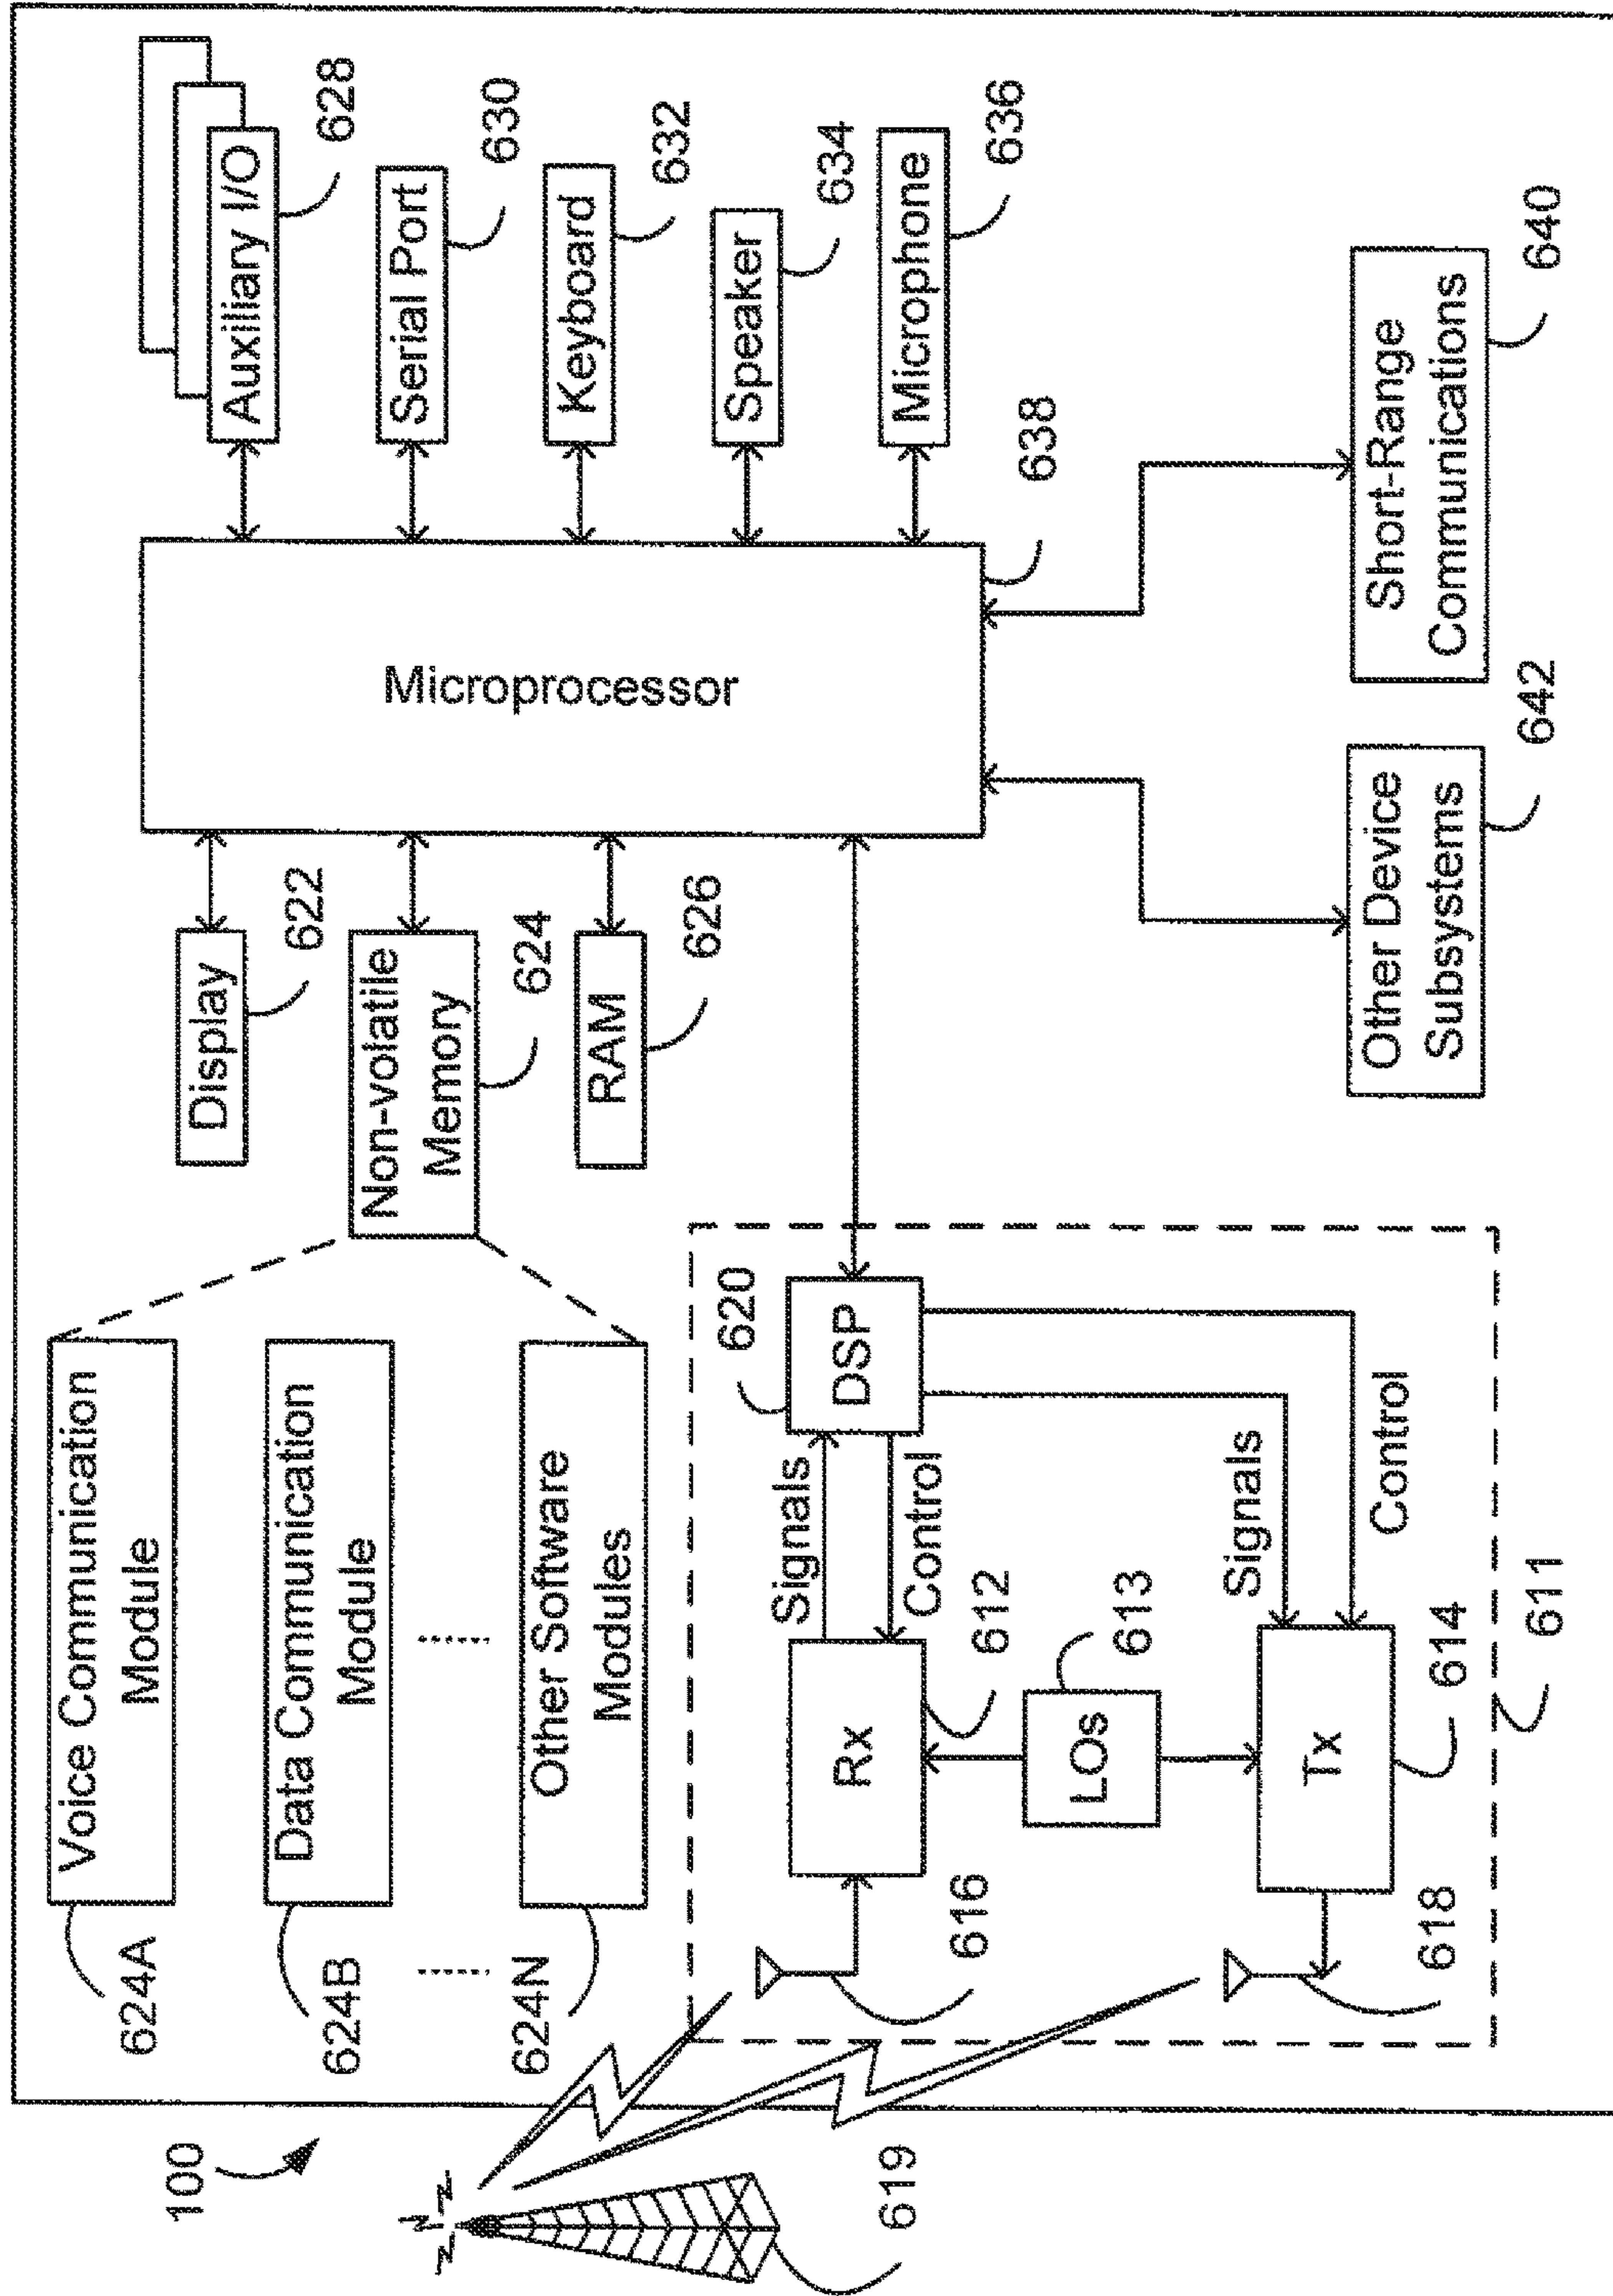 100
624A
Voice Communication
Module
624B
Data Communication
Module
624N
Other Software
Modules
Display
622
Non-volatile
Memory
624
RAM
626
Microprocessor
638
Auxiliary I/O
628
Serial Port
630
Keyboard
632
Speaker
634
Microphone
636
619
616
Rx
612
Signals
Control
620
DSP
LOs
613
618
Tx
614
Signals
Control
611
Other Device
Subsystems
642
Short-Range
Communications
640